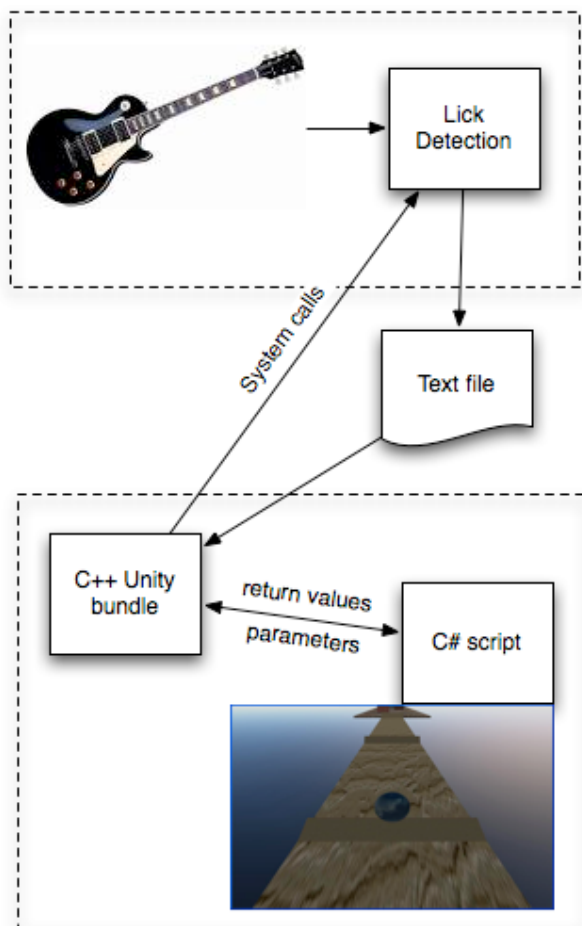 Lick
Detection
System calls
Text file
C++ Unity
bundle
return values
parameters
C# script